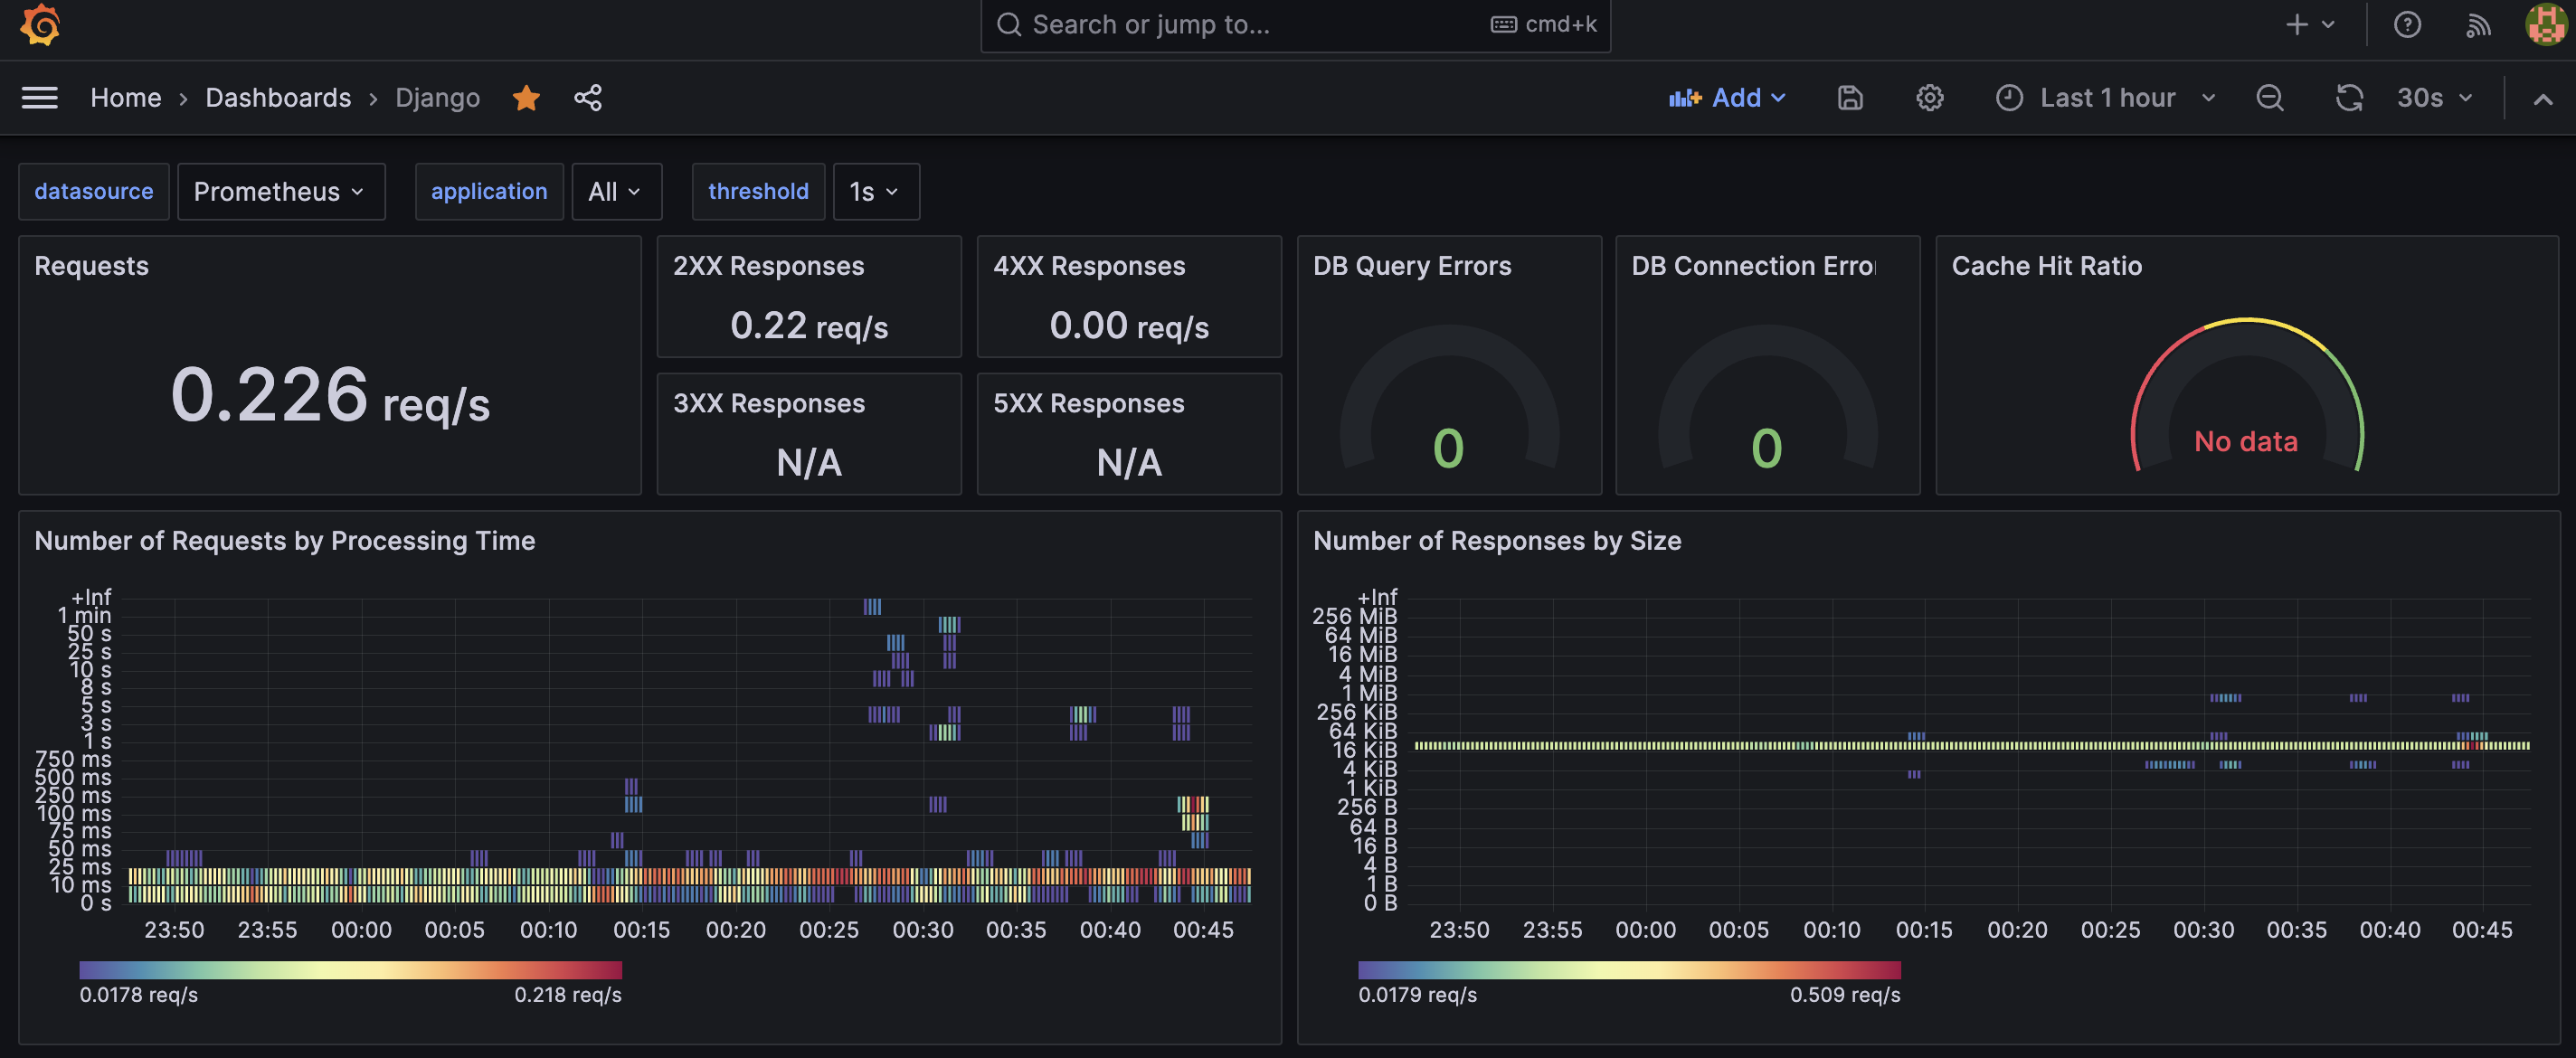 Search or jump to... cmd+k
Home › Dashboards › Django Add Last 1 hour 30s
datasource Prometheus application All threshold 1s
Requests
0.226 req/s
2XX Responses
0.22 req/s
4XX Responses
0.00 req/s
3XX Responses
N/A
5XX Responses
N/A
DB Query Errors
0
DB Connection Erro
0
Cache Hit Ratio
No data
Number of Requests by Processing Time
+Inf
1 min
50 s
25 s
10 s
8 s
5 s
3 s
1 s
750 ms
500 ms
250 ms
100 ms
75 ms
50 ms
25 ms
10 ms
0 s
23:50 23:55 00:00 00:05 00:10 00:15 00:20 00:25 00:30 00:35 00:40 00:45
0.0178 req/s 0.218 req/s
Number of Responses by Size
+Inf
256 MiB
64 MiB
16 MiB
4 MiB
1 MiB
256 KiB
64 KiB
16 KiB
4 KiB
1 KiB
256 B
64 B
16 B
4 B
1 B
0 B
23:50 23:55 00:00 00:05 00:10 00:15 00:20 00:25 00:30 00:35 00:40 00:45
0.0179 req/s 0.509 req/s